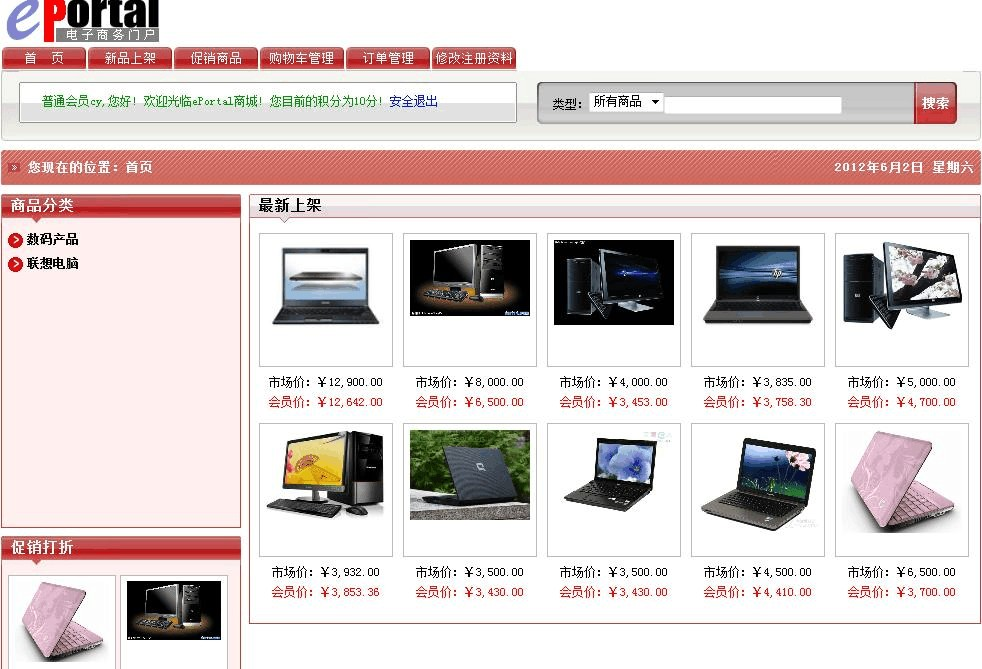 ePortal
电子商务门户
首 页 新品上架 促销商品 购物车管理 订单管理 修改注册资料
普通会员cy,您好！欢迎光临ePortal商城！您目前的积分为10分！安全退出
类型： 所有商品 搜索
您现在的位置：首页 2012年6月2日 星期六
商品分类
数码产品
联想电脑
最新上架
市场价：￥12,900.00 市场价：￥8,000.00 市场价：￥4,000.00 市场价：￥3,835.00 市场价：￥5,000.00
会员价：￥12,642.00 会员价：￥6,500.00 会员价：￥3,453.00 会员价：￥3,758.30 会员价：￥4,700.00
市场价：￥3,932.00 市场价：￥3,500.00 市场价：￥3,500.00 市场价：￥4,500.00 市场价：￥6,500.00
会员价：￥3,853.36 会员价：￥3,430.00 会员价：￥3,430.00 会员价：￥4,410.00 会员价：￥3,700.00
促销打折